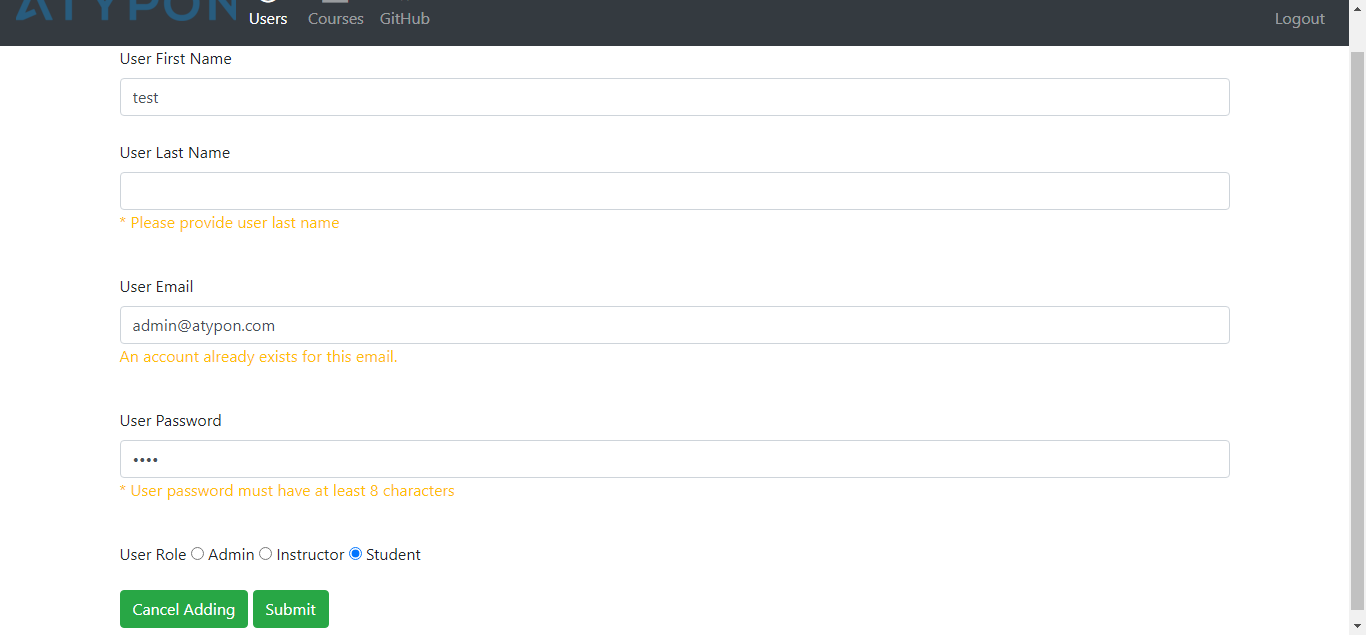 ATYPON
Users Courses GitHub Logout
User First Name
test
User Last Name
* Please provide user last name
User Email
admin@atypon.com
An account already exists for this email.
User Password
••••
* User password must have at least 8 characters
User Role Admin Instructor Student
Cancel Adding Submit